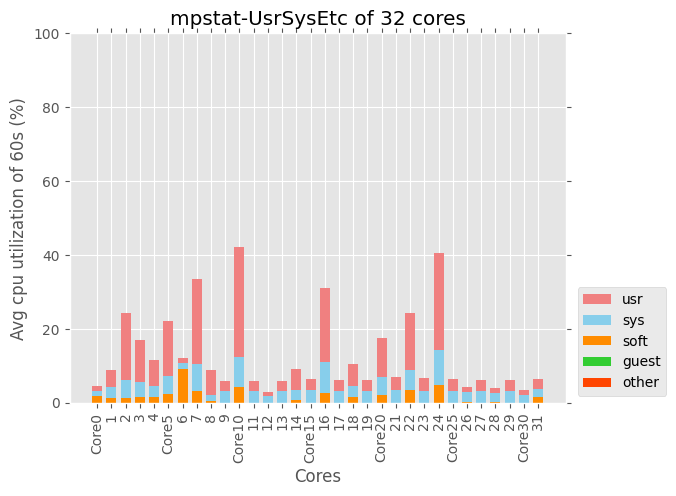 mpstat-UsrSysEtc of 32 cores
Avg cpu utilization of 60s (%)
100
80
60
40
20
0
Core0
1
2
3
4
Core5
6
7
8
9
Core10
11
12
13
14
Core15
16
17
18
19
Core20
21
22
23
24
Core25
26
27
28
29
Core30
31
Cores
usr
sys
soft
guest
other